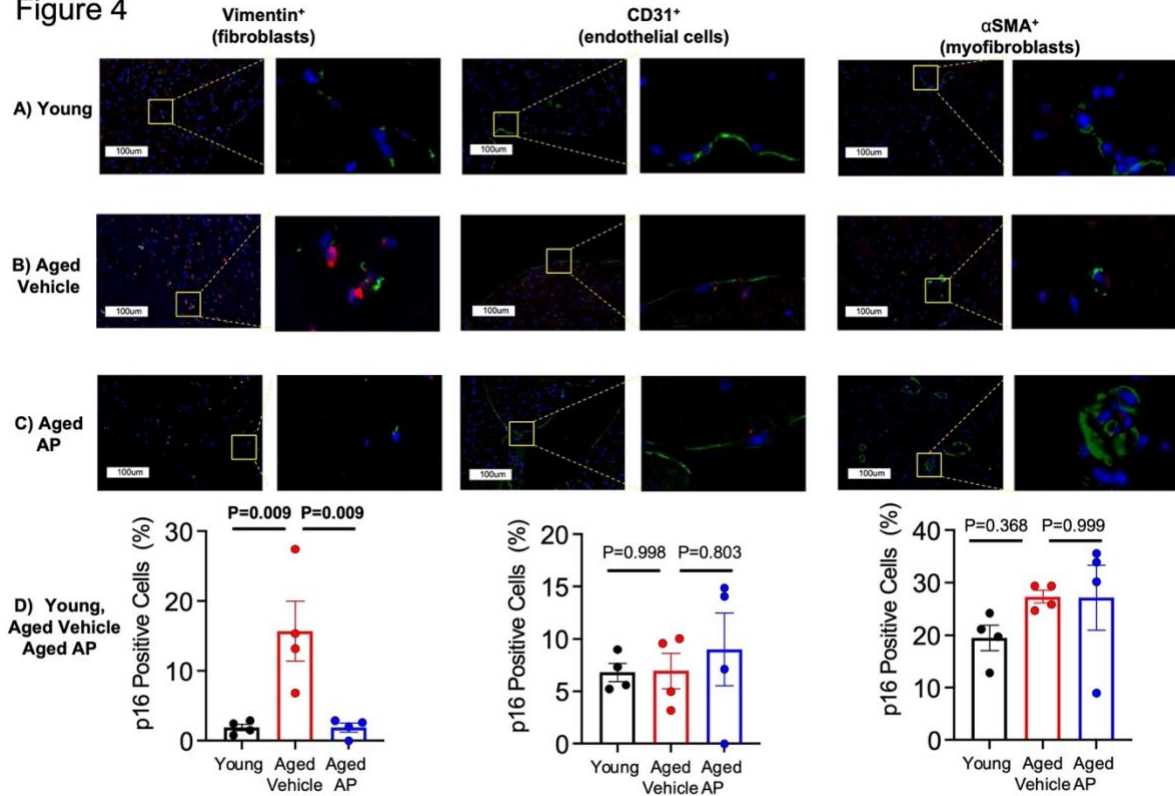 Figure 4
Vimentin⁺
(fibroblasts)
CD31⁺
(endothelial cells)
αSMA⁺
(myofibroblasts)
A) Young
100um
100um
100um
B) Aged
Vehicle
100um
100um
100um
C) Aged
AP
100um
100um
100um
D) Young,
Aged Vehicle
Aged AP
p16 Positive Cells (%)
30
20
10
0
P=0.009
P=0.009
Young
Aged
Vehicle
Aged
AP
p16 Positive Cells (%)
20
15
10
5
0
P=0.998
P=0.803
Young
Aged
Vehicle
Aged
AP
p16 Positive Cells (%)
40
30
20
10
0
P=0.368
P=0.999
Young
Aged
Vehicle
Aged
AP